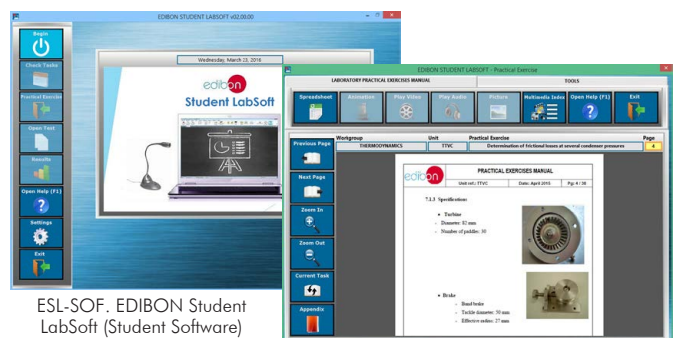 EDIBON STUDENT LABSOFT v02.00.00
Begin
Check Tasks
Practical Exercise
Open Test
Results
Open Help (F1)
Settings
Exit
Wednesday, March 23, 2016
edibon
Student LabSoft
ESL-SOF. EDIBON Student
LabSoft (Student Software)
EDIBON STUDENT LABSOFT - Practical Exercise
LABORATORY PRACTICAL EXERCISES MANUAL
TOOLS
Spreadsheet
Animation
Play Video
Play Audio
Picture
Multimedia Index
Open Help (F1)
Exit
Workgroup Unit Practical Exercise Page
THERMODYNAMICS TTVC Determination of frictional losses at several condenser pressures 4
Previous Page
Next Page
Zoom In
Zoom Out
Current Task
Appendix
edibon
PRACTICAL EXERCISES MANUAL
Unit ref.: TTVC Date: April 2015 Pg: 4 / 38
7.1.3 Specifications
• Turbine
- Diameter: 82 mm
- Number of paddles: 30
• Brake
- Band brake
- Tackle diameter: 50 mm
- Effective radius: 27 mm